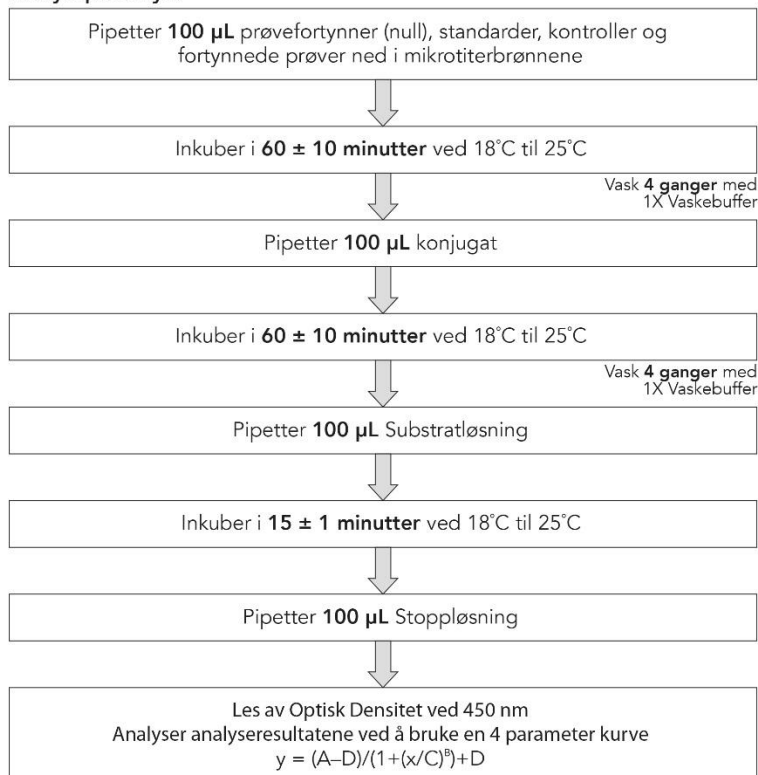 Pipetter 100 µL prøvefortynner (null), standarder, kontroller og
fortynnede prøver ned i mikrotiterbrønnene
Inkuber i 60 ± 10 minutter ved 18˚C til 25˚C
Vask 4 ganger med
1X Vaskebuffer
Pipetter 100 µL konjugat
Inkuber i 60 ± 10 minutter ved 18˚C til 25˚C
Vask 4 ganger med
1X Vaskebuffer
Pipetter 100 µL Substratløsning
Inkuber i 15 ± 1 minutter ved 18˚C til 25˚C
Pipetter 100 µL Stoppløsning
Les av Optisk Densitet ved 450 nm
Analyser analyseresultatene ved å bruke en 4 parameter kurve
y = (A–D)/(1+(x/C)ᴮ)+D